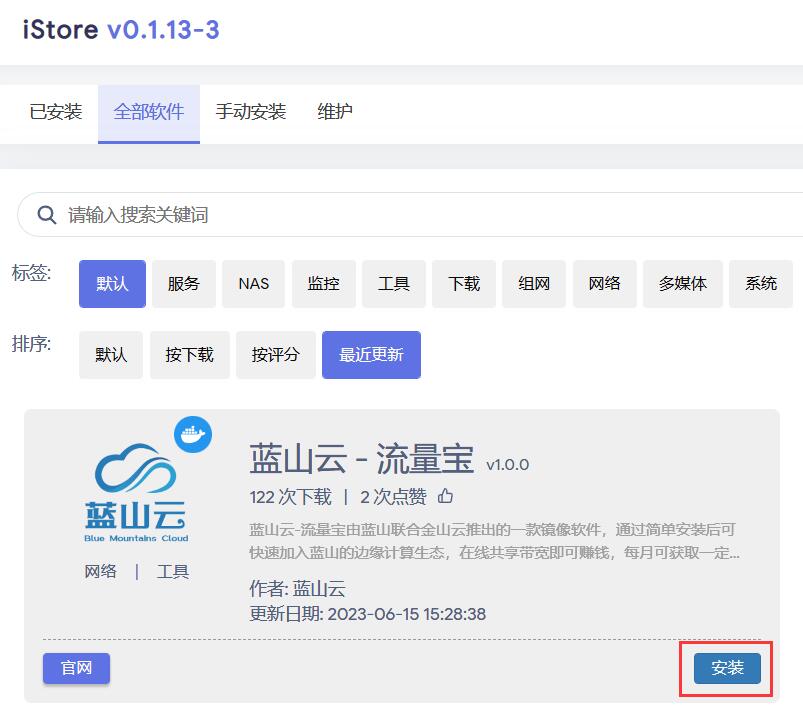 iStore v0.1.13-3
已安装 全部软件 手动安装 维护
请输入搜索关键词
标签: 默认 服务 NAS 监控 工具 下载 组网 网络 多媒体 系统
排序: 默认 按下载 按评分 最近更新
蓝山云 - 流量宝 v1.0.0
122 次下载 | 2 次点赞
蓝山云
Blue Mountains Cloud
蓝山云-流量宝由蓝山联合金山云推出的一款镜像软件，通过简单安装后可
快速加入蓝山的边缘计算生态，在线共享带宽即可赚钱，每月可获取一定...
网络 | 工具
作者: 蓝山云
更新日期: 2023-06-15 15:28:38
官网 安装